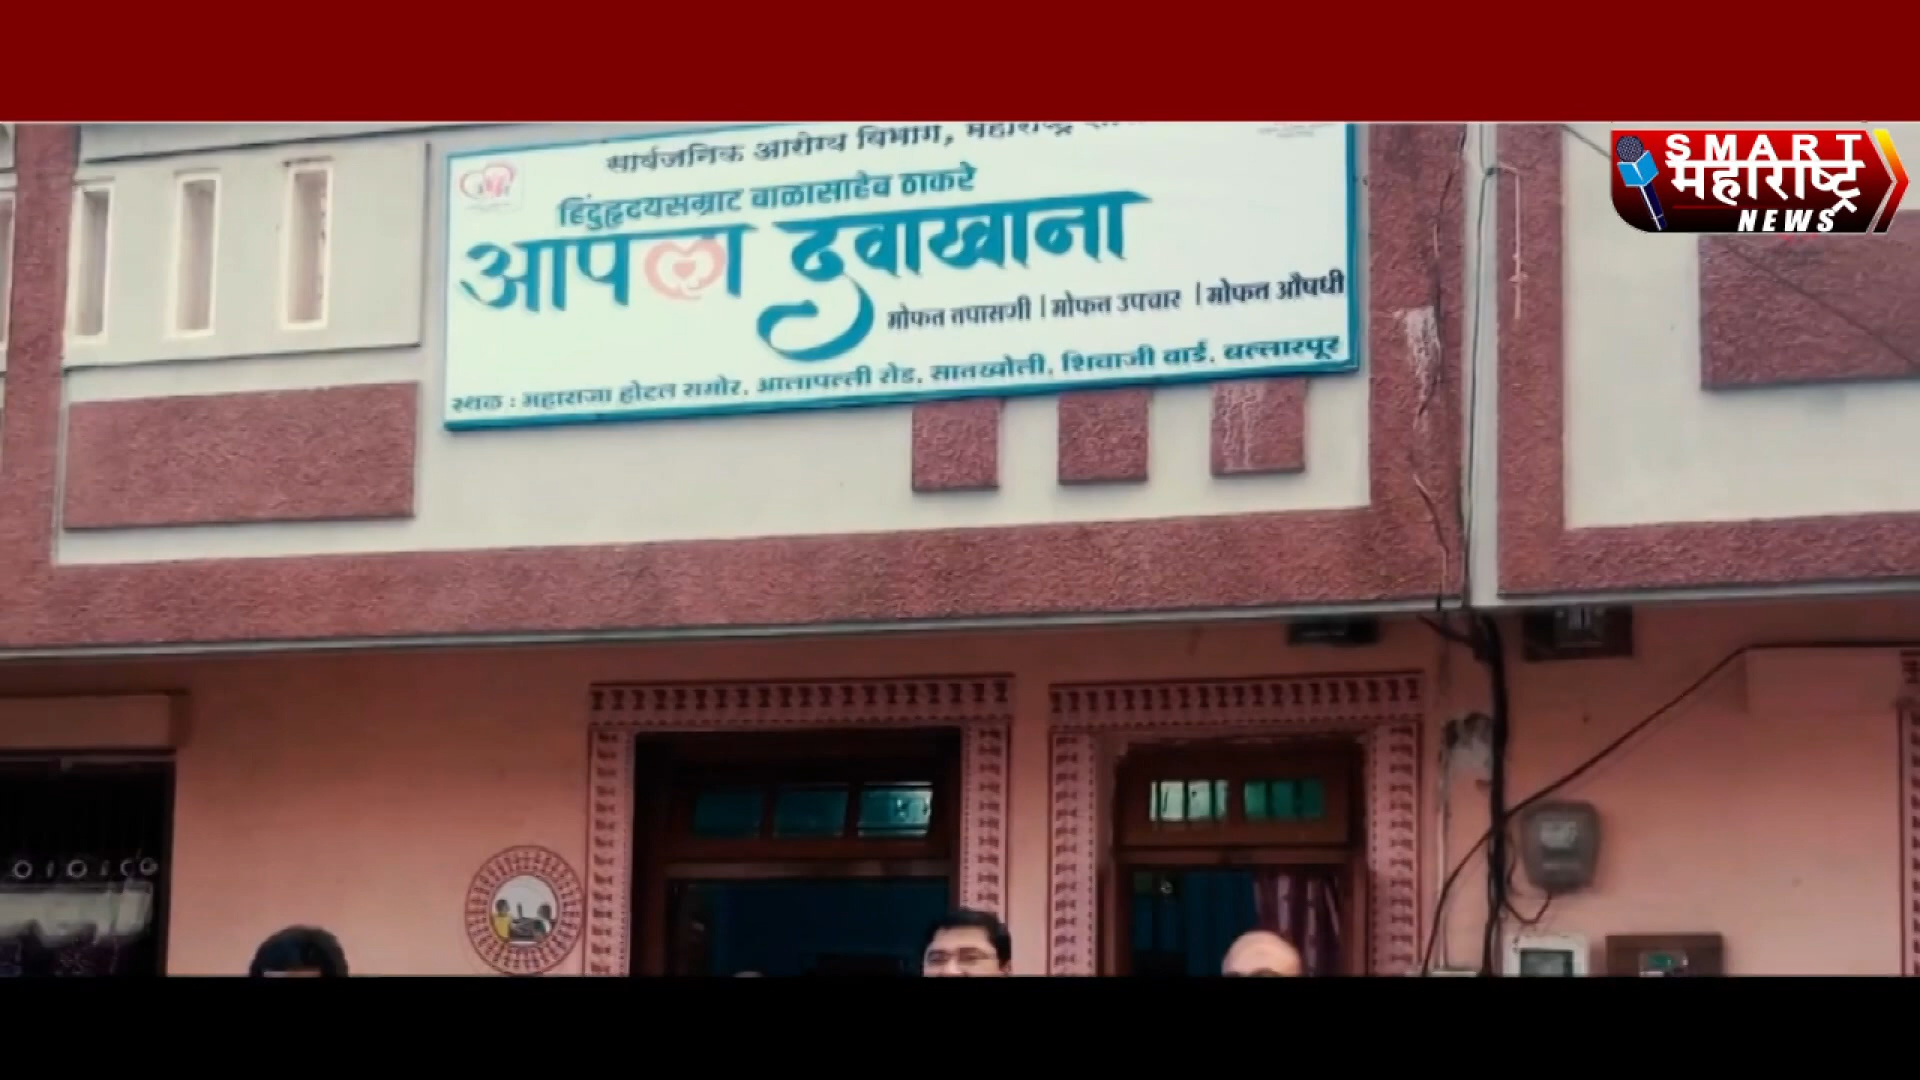 सार्वजनिक आरोग्य विभाग, महाराष्ट्र
हिंदुहृदयसम्राट बाळासाहेब ठाकरे
आपला दवाखाना
मोफत तपासणी | मोफत उपचार | मोफत औषधी
स्थळ : महाराजा होटल समोर, आलापल्ली रोड, सातखोली, शिवाजी वार्ड, बल्लारपूर
SMART
महाराष्ट्र
NEWS